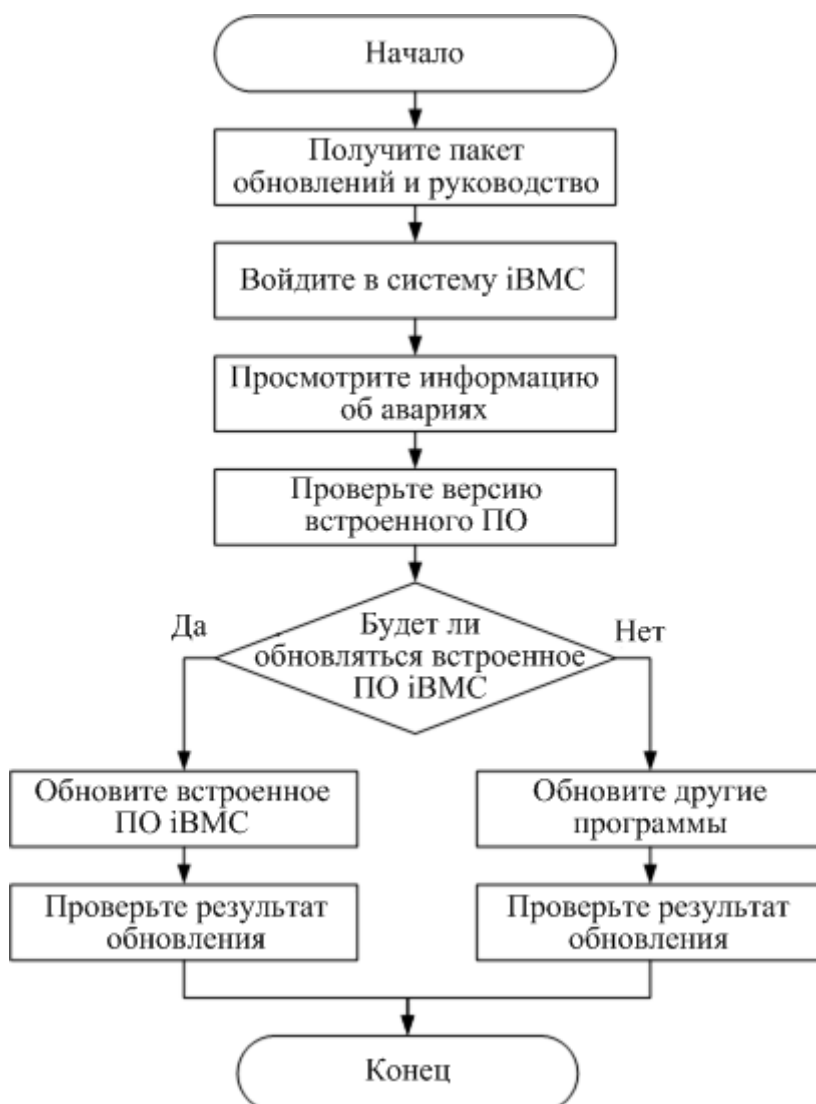 Начало
Получите пакет
обновлений и руководство
Войдите в систему iBMC
Просмотрите информацию
об авариях
Проверьте версию
встроенного ПО
Да
Будет ли
обновляться встроенное
ПО iBMC
Нет
Обновите встроенное
ПО iBMC
Обновите другие
программы
Проверьте результат
обновления
Проверьте результат
обновления
Конец